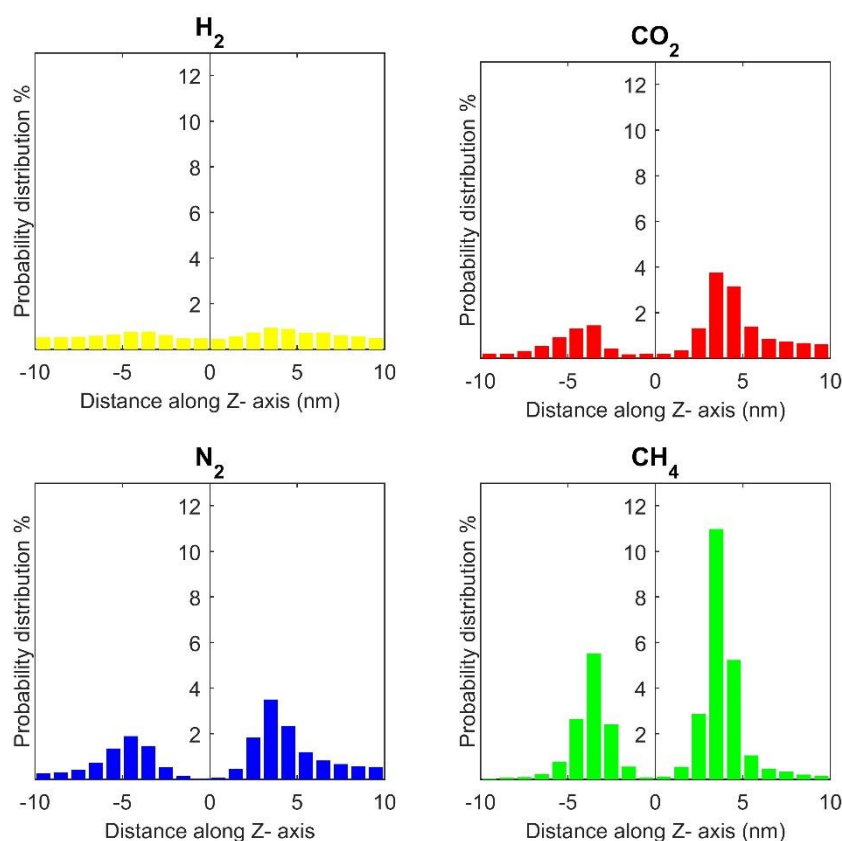 H2
Probability distribution %
12
10
8
6
4
2
-10 -5 0 5 10
Distance along Z- axis (nm)
CO2
Probability distribution %
12
10
8
6
4
2
-10 -5 0 5 10
Distance along Z- axis (nm)
N2
Probability distribution %
12
10
8
6
4
2
-10 -5 0 5 10
Distance along Z- axis
CH4
Probability distribution %
12
10
8
6
4
2
-10 -5 0 5 10
Distance along Z- axis (nm)